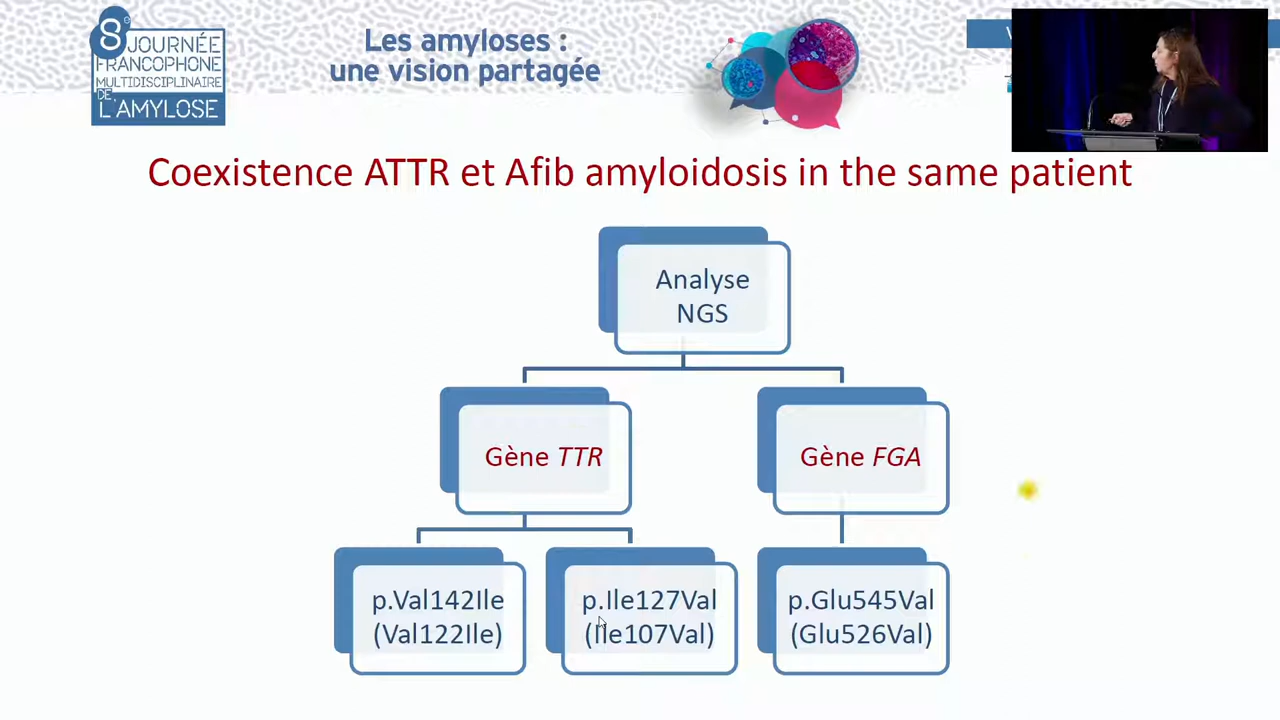 8e JOURNÉE
FRANCOPHONE
MULTIDISCIPLINAIRE
DE
L'AMYLOSE
Les amyloses :
une vision partagée
Coexistence ATTR et Afib amyloidosis in the same patient
Analyse
NGS
Gène TTR
Gène FGA
p.Val142Ile
(Val122Ile)
p.Ile127Val
(Ile107Val)
p.Glu545Val
(Glu526Val)